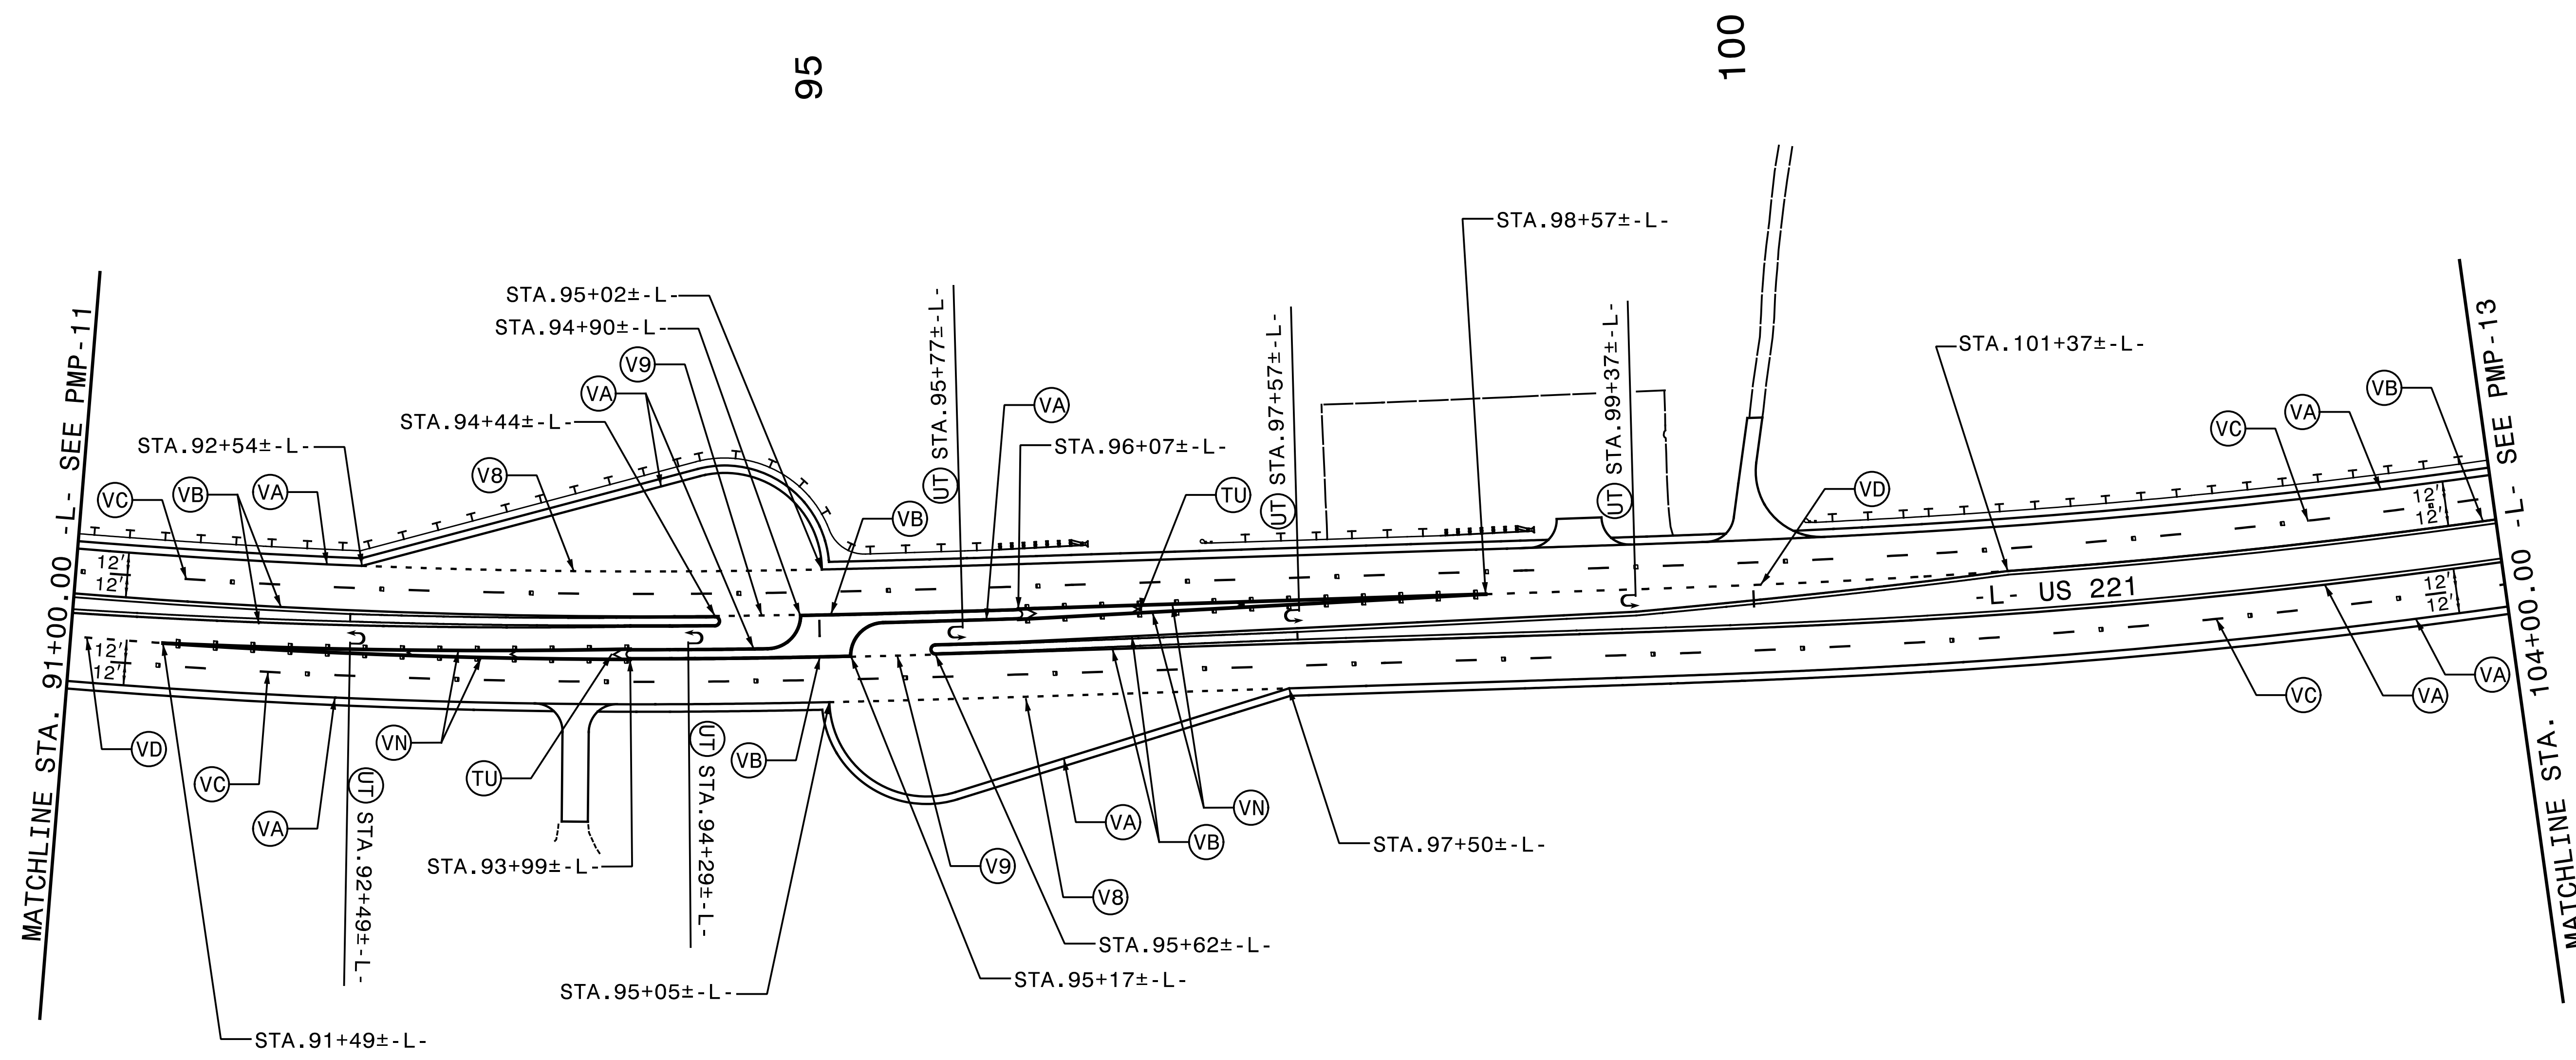 95
100
STA.98+57±-L-
STA.95+02±-L-
STA.94+90±-L-
V9
VA
STA.94+44±-L-
STA.92+54±-L-
V8
VC
VB
VA
VB
UT STA.95+77±-L-
VA
STA.96+07±-L-
TU
UT STA.97+57±-L-
UT STA.99+37±-L-
STA.101+37±-L-
VD
VB
VA
VC
MATCHLINE STA. 91+00.00 -L- SEE PMP-11
MATCHLINE STA. 104+00.00 -L- SEE PMP-13
12'
12'
12'
12'
12'
12'
12'
12'
-L- US 221
VD
VC
VA
VN
UT STA.92+49±-L-
TU
STA.93+99±-L-
UT STA.94+29±-L-
VB
STA.95+05±-L-
STA.91+49±-L-
V9
V8
VA
VB
VN
STA.95+62±-L-
STA.95+17±-L-
STA.97+50±-L-
VC
VA
VA